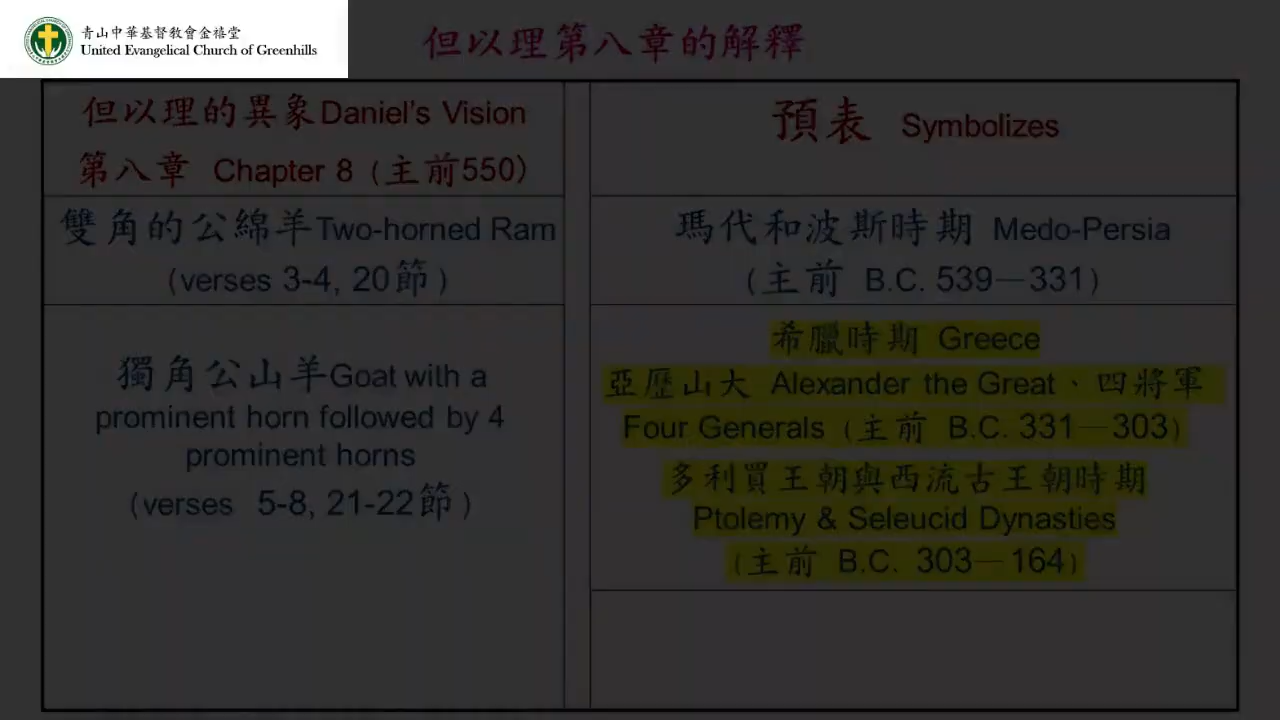 青山中華基督教會金禧堂
United Evangelical Church of Greenhills
但以理第八章的解釋
但以理的異象Daniel's Vision
第八章 Chapter 8 (主前550)
預表 Symbolizes
雙角的公綿羊Two-horned Ram
(verses 3-4, 20節)
瑪代和波斯時期 Medo-Persia
(主前 B.C. 539—331)
獨角公山羊Goat with a
prominent horn followed by 4
prominent horns
(verses 5-8, 21-22節)
希臘時期 Greece
亞歷山大 Alexander the Great、四將軍
Four Generals (主前 B.C. 331—303)
多利買王朝與西流古王朝時期
Ptolemy & Seleucid Dynasties
(主前 B.C. 303—164)